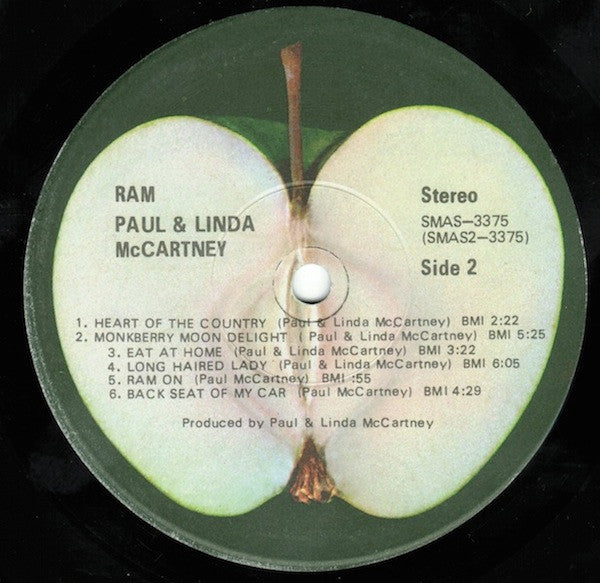 RAM
PAUL & LINDA
McCARTNEY
Stereo
SMAS–3375
(SMAS2–3375)
Side 2
1. HEART OF THE COUNTRY (Paul & Linda McCartney) BMI 2:22
2. MONKBERRY MOON DELIGHT ( Paul & Linda McCartney) BMI 5:25
3. EAT AT HOME (Paul & Linda McCartney) BMI 3:22
4. LONG HAIRED LADY (Paul & Linda McCartney) BMI 6:05
5. RAM ON (Paul McCartney) BMI :55
6. BACK SEAT OF MY CAR (Paul McCartney) BMI 4:29
Produced by Paul & Linda McCartney